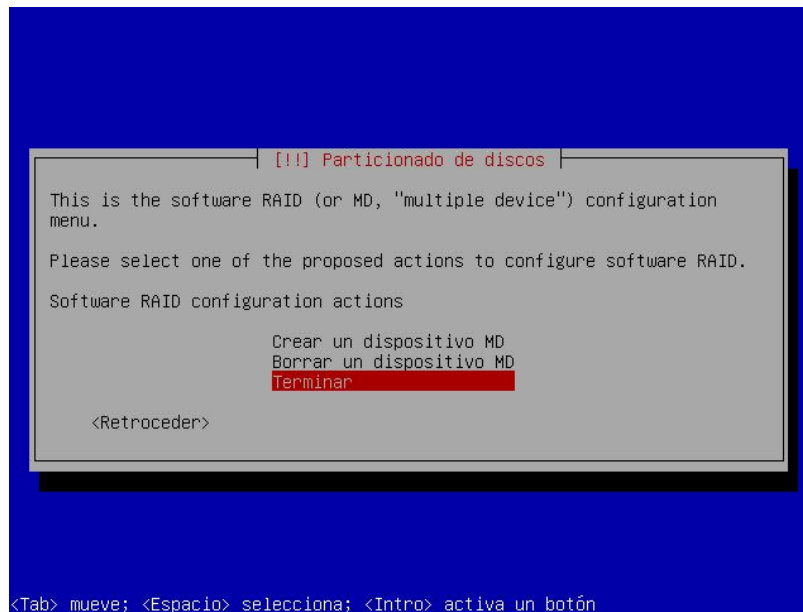 [!!] Particionado de discos
This is the software RAID (or MD, "multiple device") configuration
menu.
Please select one of the proposed actions to configure software RAID.
Software RAID configuration actions
Crear un dispositivo MD
Borrar un dispositivo MD
Terminar
<Retroceder>
<Tab> mueve; <Espacio> selecciona; <Intro> activa un botón